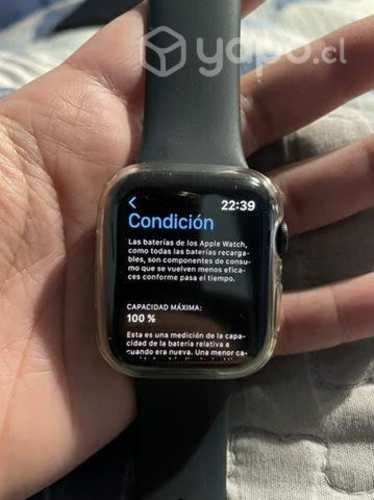 yapo.cl
22:39
Condición
Las baterías de los Apple Watch,
como todas las baterías recarga-
bles, son componentes de consu-
mo que se vuelven menos efica-
ces conforme pasa el tiempo.
CAPACIDAD MÁXIMA:
100 %
Esta es una medición de la capa-
cidad de la batería relativa a
cuando era nueva. Una menor ca-